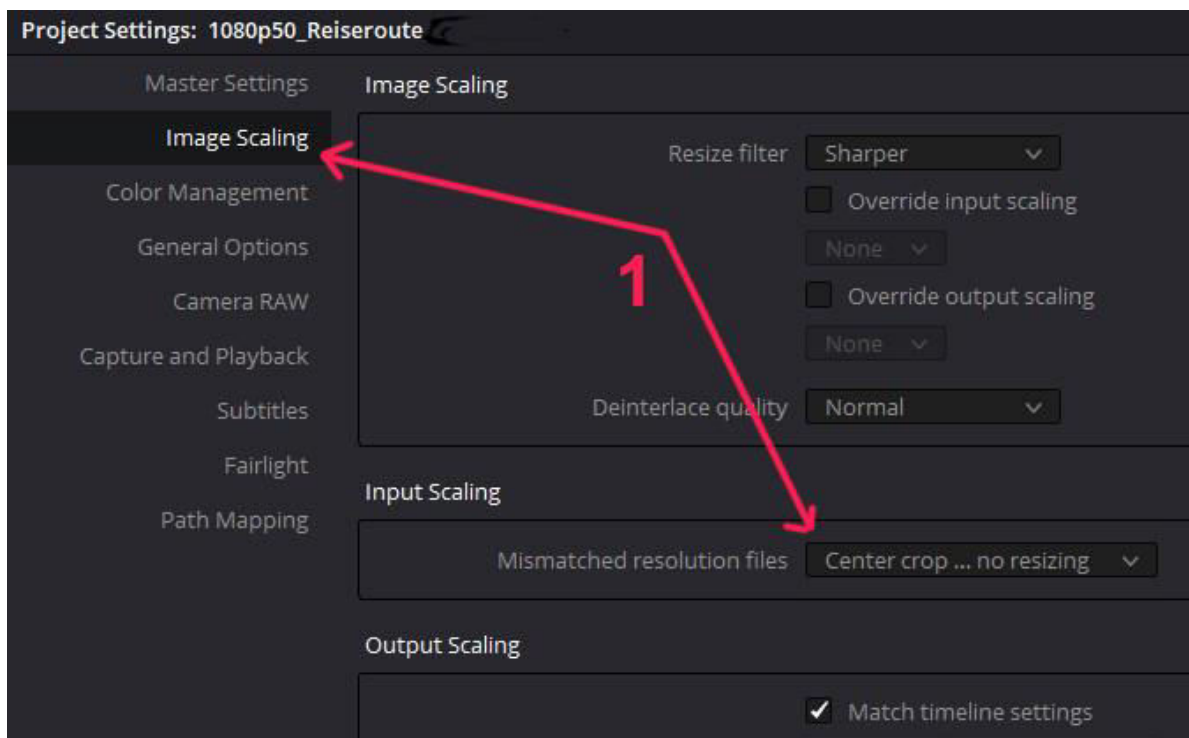 Project Settings: 1080p50_Reiseroute
Master Settings
Image Scaling
Color Management
General Options
Camera RAW
Capture and Playback
Subtitles
Fairlight
Path Mapping
Image Scaling
Resize filter Sharper
Override input scaling
None
Override output scaling
None
Deinterlace quality Normal
1
Input Scaling
Mismatched resolution files Center crop ... no resizing
Output Scaling
Match timeline settings